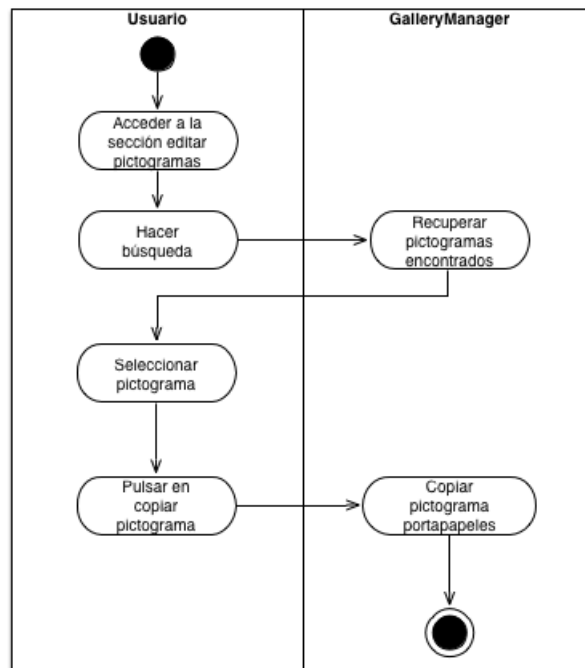 Usuario
GalleryManager
Acceder a la
sección editar
pictogramas
Hacer
búsqueda
Recuperar
pictogramas
encontrados
Seleccionar
pictograma
Pulsar en
copiar
pictograma
Copiar
pictograma
portapapeles